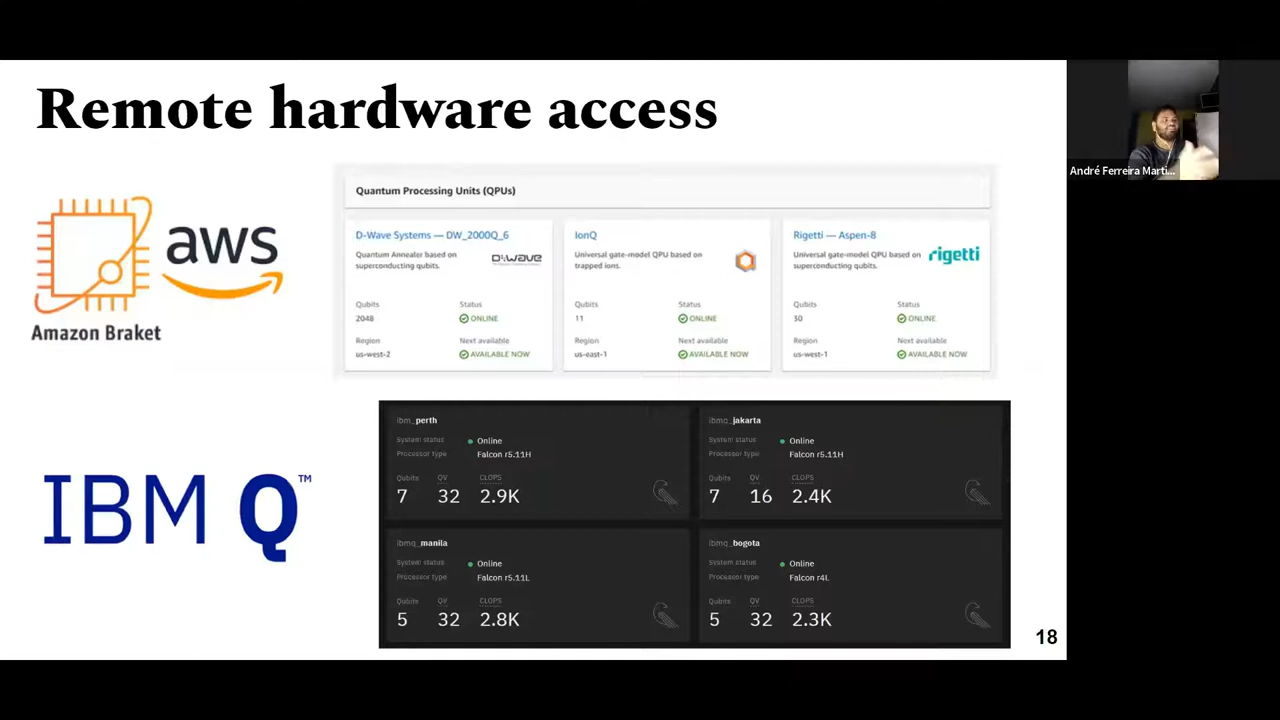 Remote hardware access
aws
Amazon Braket
Quantum Processing Units (QPUs)
D-Wave Systems — DW_2000Q_6
Quantum Annealer based on
superconducting qubits.
D:wave
Qubits
Status
2048
ONLINE
Region
Next available
us-west-2
AVAILABLE NOW
IonQ
Universal gate-model QPU based on
trapped ions.
Qubits
Status
11
ONLINE
Region
Next available
us-east-1
AVAILABLE NOW
Rigetti — Aspen-8
Universal gate-model QPU based on
superconducting qubits.
rigetti
Qubits
Status
30
ONLINE
Region
Next available
us-west-1
AVAILABLE NOW
IBM Q™
ibm_perth
System status
Online
Processor type
Falcon r5.11H
Qubits QV CLOPS
7 32 2.9K
ibmq_jakarta
System status
Online
Processor type
Falcon r5.11H
Qubits QV CLOPS
7 16 2.4K
ibmq_manila
System status
Online
Processor type
Falcon r5.11L
Qubits QV CLOPS
5 32 2.8K
ibmq_bogota
System status
Online
Processor type
Falcon r4L
Qubits QV CLOPS
5 32 2.3K
18
André Ferreira Marti...